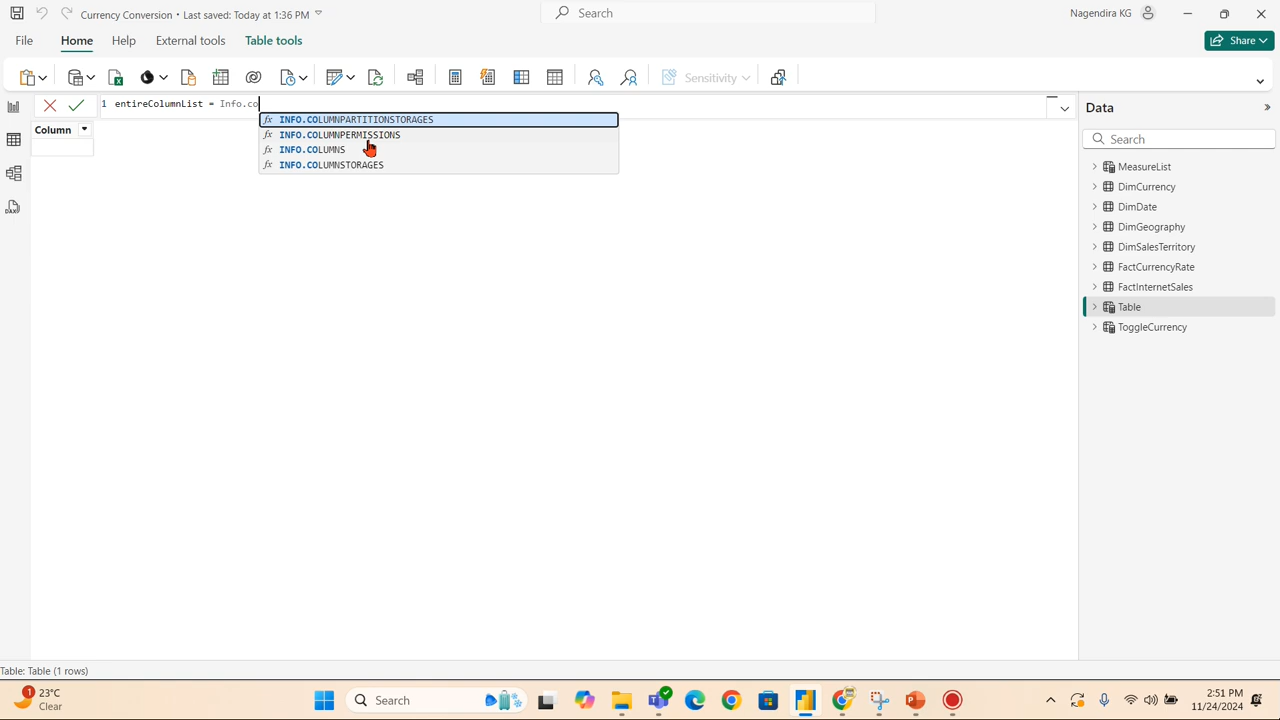 Currency Conversion • Last saved: Today at 1:36 PM
Search
Nagendira KG
File
Home
Help
External tools
Table tools
Share
Sensitivity
1 entireColumnList = Info.co
INFO.COLUMNPARTITIONSTORAGES
INFO.COLUMNPERMISSIONS
INFO.COLUMNS
INFO.COLUMNSTORAGES
Column
Data
Search
MeasureList
DimCurrency
DimDate
DimGeography
DimSalesTerritory
FactCurrencyRate
FactInternetSales
Table
ToggleCurrency
DAX
Table: Table (1 rows)
1
23°C
Clear
Search
2:51 PM
11/24/2024